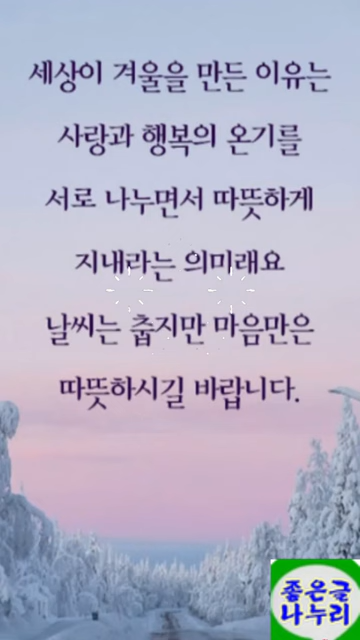 세상이 겨울을 만든 이유는
사랑과 행복의 온기를
서로 나누면서 따뜻하게
지내라는 의미래요
날씨는 춥지만 마음만은
따뜻하시길 바랍니다.
좋은글
나누리